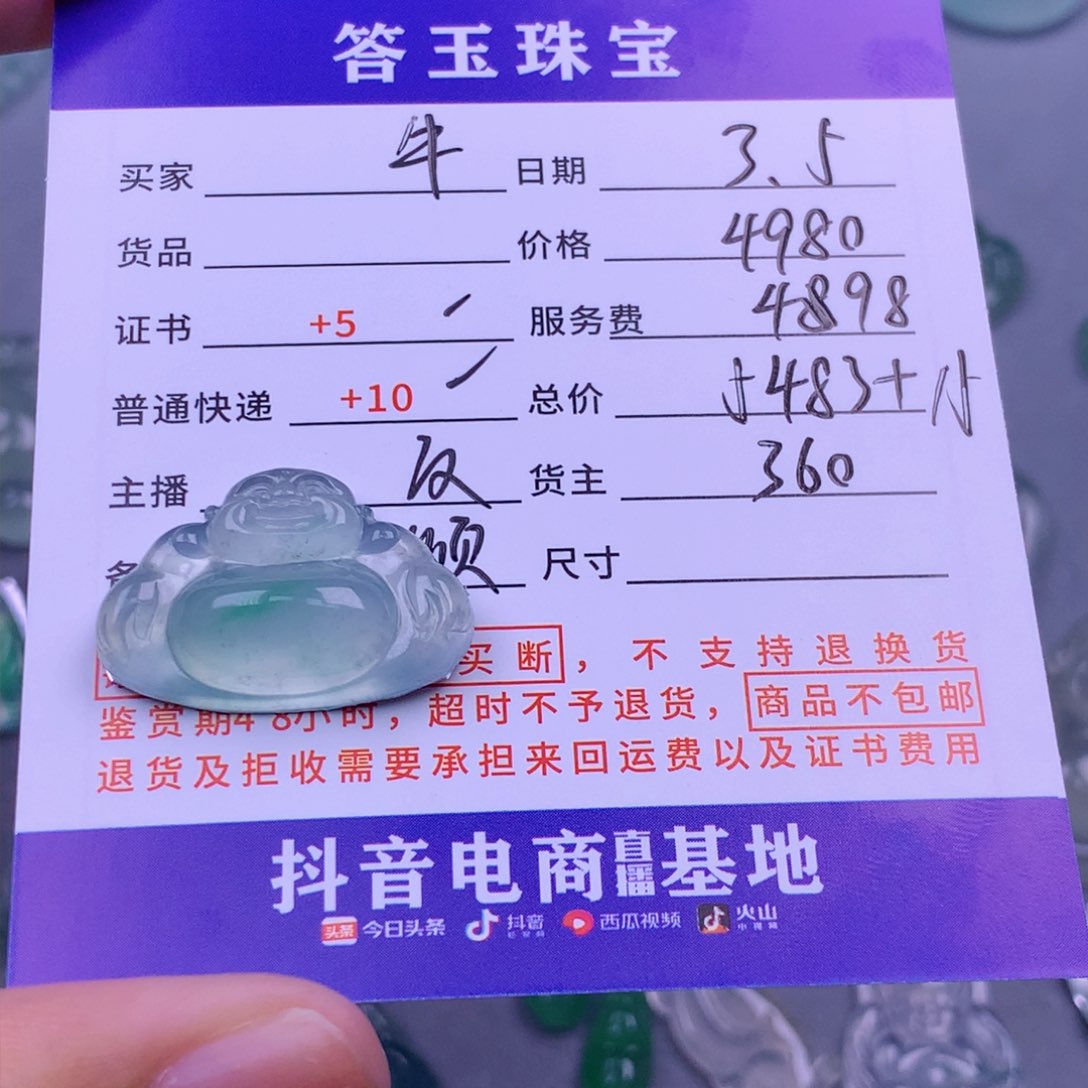 答玉珠宝
买家 牛 日期 3.5
货品 价格 4980
证书 +5 服务费 4898
普通快递 +10 总价 5483+15
主播 货主 360
尺寸
买断，不支持退换货
鉴赏期48小时，超时不予退货，商品不包邮
退货及拒收需要承担来回运费以及证书费用
抖音电商直播基地
头条 今日头条 抖音 西瓜视频 火山